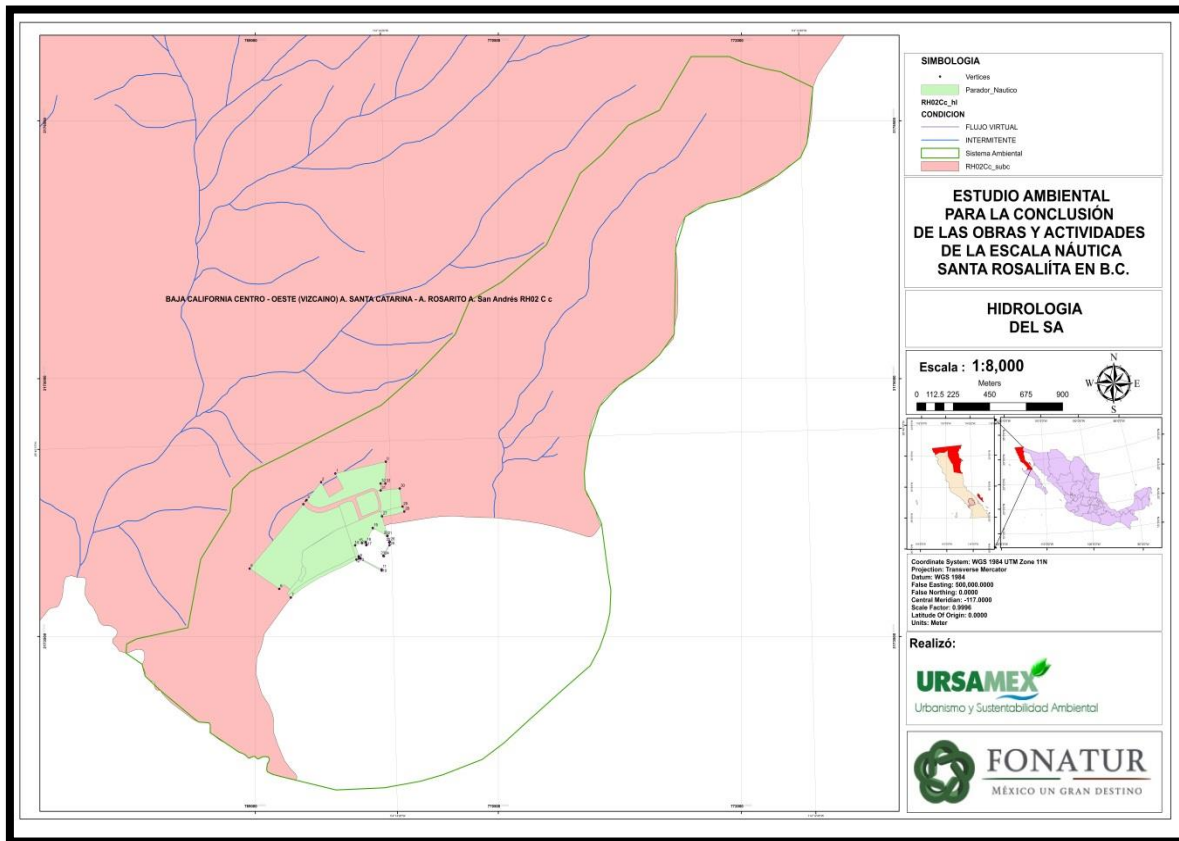 BAJA CALIFORNIA CENTRO - OESTE (VIZCAINO) A. SANTA CATARINA - A. ROSARITO A. San Andrés RH02 C c
SIMBOLOGIA
Vertices
Parador_Nautico
RH02Cc_hl
CONDICION
FLUJO VIRTUAL
INTERMITENTE
Sistema Ambiental
RH02Cc_subc
ESTUDIO AMBIENTAL
PARA LA CONCLUSIÓN
DE LAS OBRAS Y ACTIVIDADES
DE LA ESCALA NÁUTICA
SANTA ROSALIÍTA EN B.C.
HIDROLOGIA
DEL SA
Escala : 1:8,000
Meters
0 112.5 225 450 675 900
N
W E
S
Coordinate System: WGS 1984 UTM Zone 11N
Projection: Transverse Mercator
Datum: WGS 1984
False Easting: 500,000.0000
False Northing: 0.0000
Central Meridian: -117.0000
Scale Factor: 0.9996
Latitude Of Origin: 0.0000
Units: Meter
Realizó:
URSAMEX
Urbanismo y Sustentabilidad Ambiental
FONATUR
MÉXICO UN GRAN DESTINO